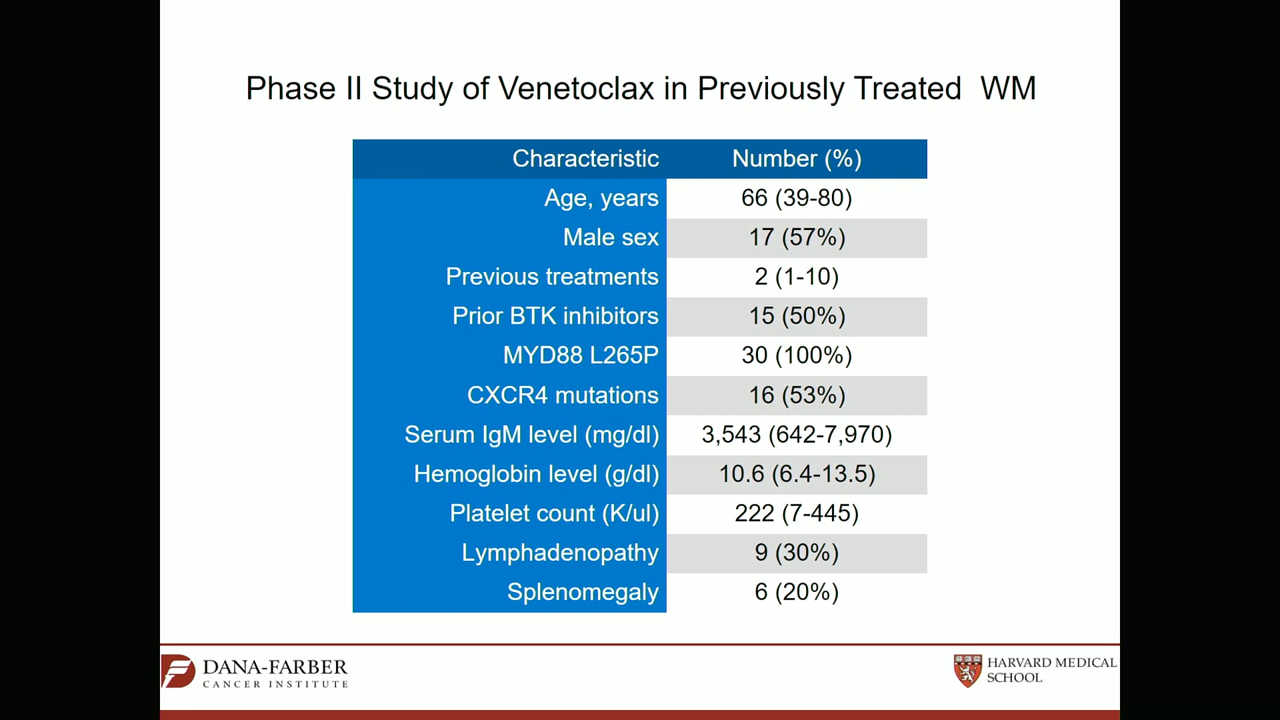 Phase II Study of Venetoclax in Previously Treated WM
Characteristic Number (%)
Age, years 66 (39-80)
Male sex 17 (57%)
Previous treatments 2 (1-10)
Prior BTK inhibitors 15 (50%)
MYD88 L265P 30 (100%)
CXCR4 mutations 16 (53%)
Serum IgM level (mg/dl) 3,543 (642-7,970)
Hemoglobin level (g/dl) 10.6 (6.4-13.5)
Platelet count (K/ul) 222 (7-445)
Lymphadenopathy 9 (30%)
Splenomegaly 6 (20%)
DANA-FARBER
CANCER INSTITUTE
HARVARD MEDICAL
SCHOOL